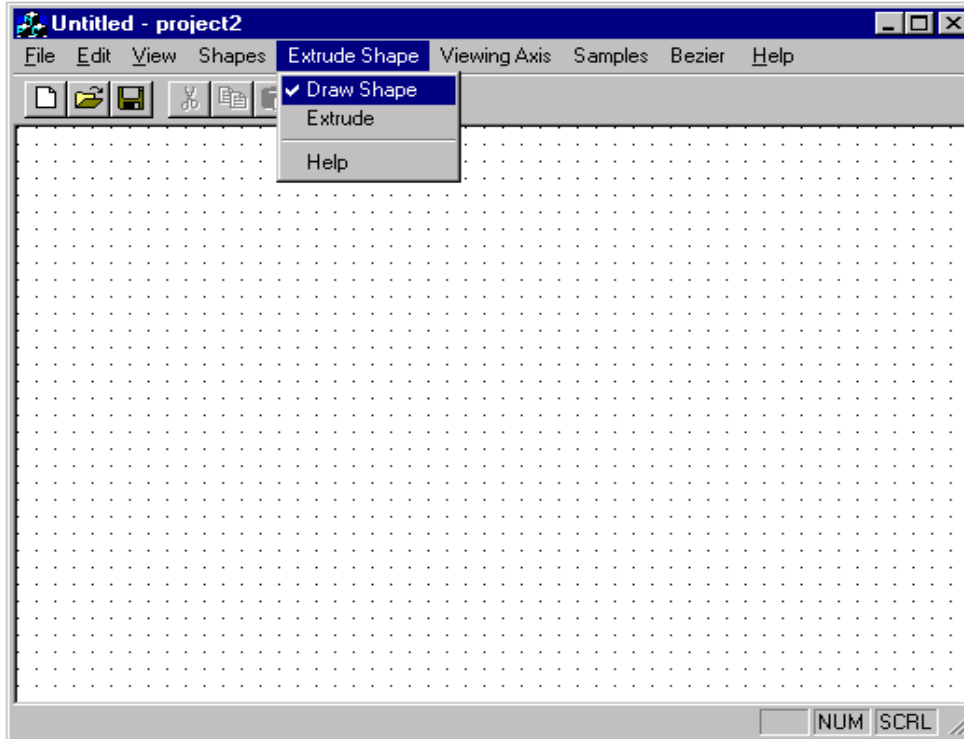 Untitled - project2
File Edit View Shapes Extrude Shape Viewing Axis Samples Bezier Help
Draw Shape
Extrude
Help
NUM SCRL